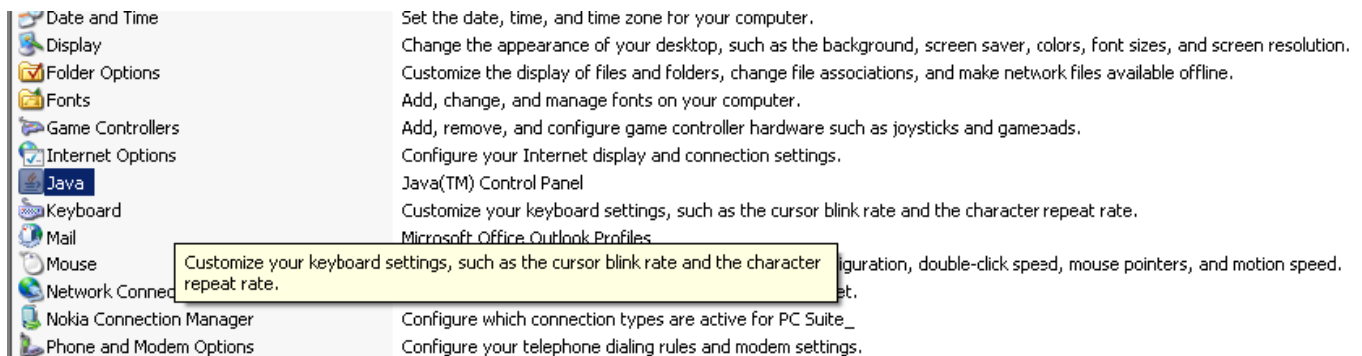 Date and Time Set the date, time, and time zone for your computer.
Display Change the appearance of your desktop, such as the background, screen saver, colors, font sizes, and screen resolution.
Folder Options Customize the display of files and folders, change file associations, and make network files available offline.
Fonts Add, change, and manage fonts on your computer.
Game Controllers Add, remove, and configure game controller hardware such as joysticks and gamepads.
Internet Options Configure your Internet display and connection settings.
Java Java(TM) Control Panel
Keyboard Customize your keyboard settings, such as the cursor blink rate and the character repeat rate.
Mail Microsoft Office Outlook Profiles
Mouse Customize your keyboard settings, such as the cursor blink rate and the character iguration, double-click speed, mouse pointers, and motion speed.
Network Connec repeat rate. et.
Nokia Connection Manager Configure which connection types are active for PC Suite_
Phone and Modem Options Configure your telephone dialing rules and modem settings.